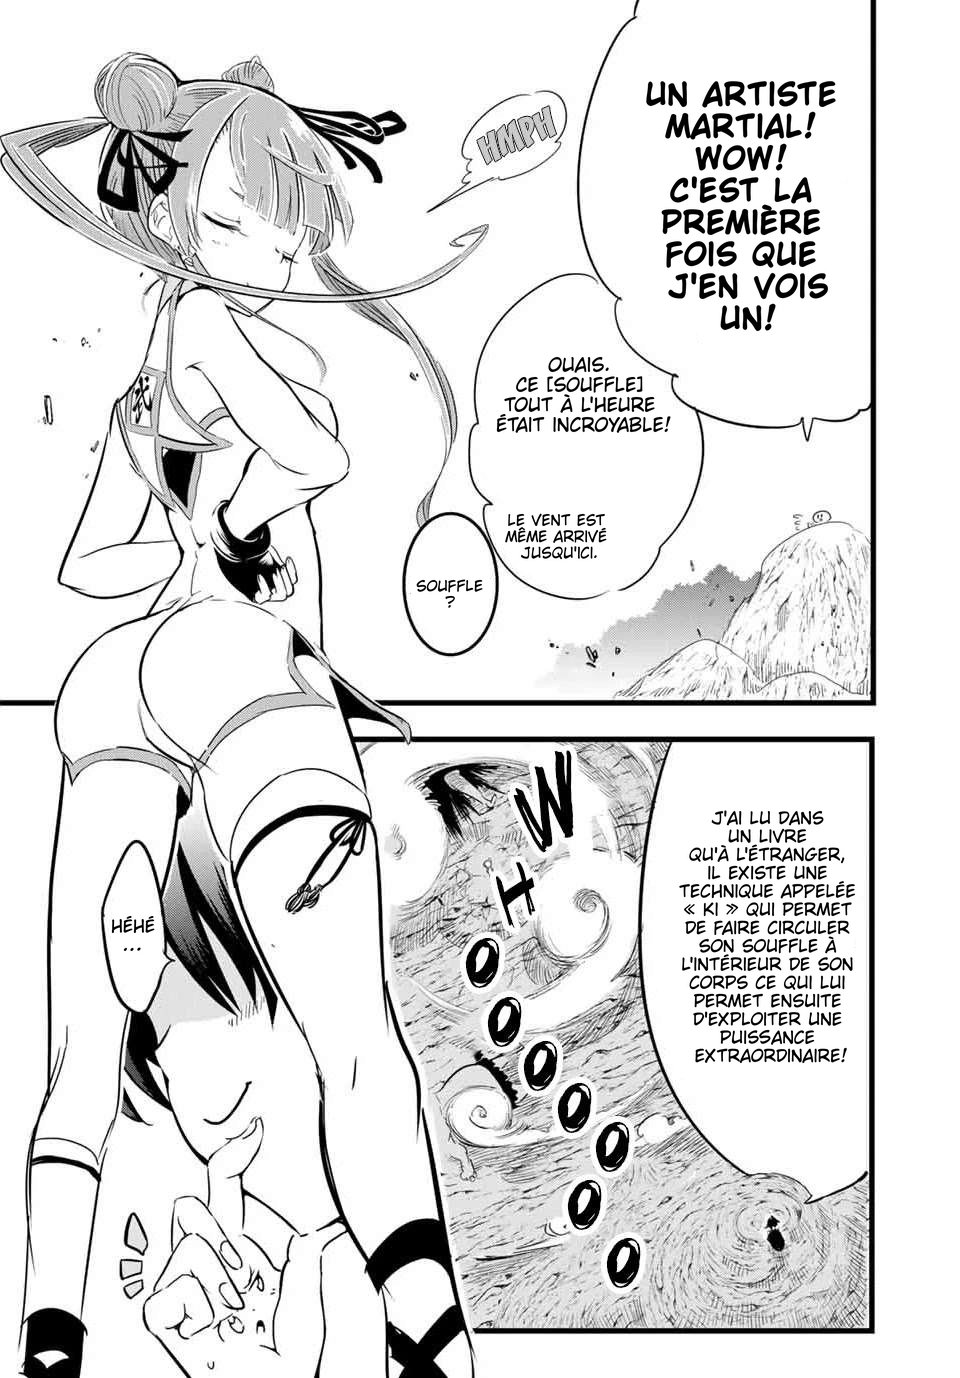 UN ARTISTE
MARTIAL!
WOW!
C'EST LA
PREMIÈRE
FOIS QUE
J'EN VOIS
UN!
HMPH
OUAIS.
CE [SOUFFLE]
TOUT À L'HEURE
ÉTAIT INCROYABLE!
LE VENT EST
MÊME ARRIVÉ
JUSQU'ICI.
SOUFFLE
?
J'AI LU DANS
UN LIVRE
QU'À L'ÉTRANGER,
IL EXISTE UNE
TECHNIQUE APPELÉE
« KI » QUI PERMET
DE FAIRE CIRCULER
SON SOUFFLE À
L'INTÉRIEUR DE SON
CORPS CE QUI LUI
PERMET ENSUITE
D'EXPLOITER UNE
PUISSANCE
EXTRAORDINAIRE!
WHOOOOOOOO
HÉHÉ
...